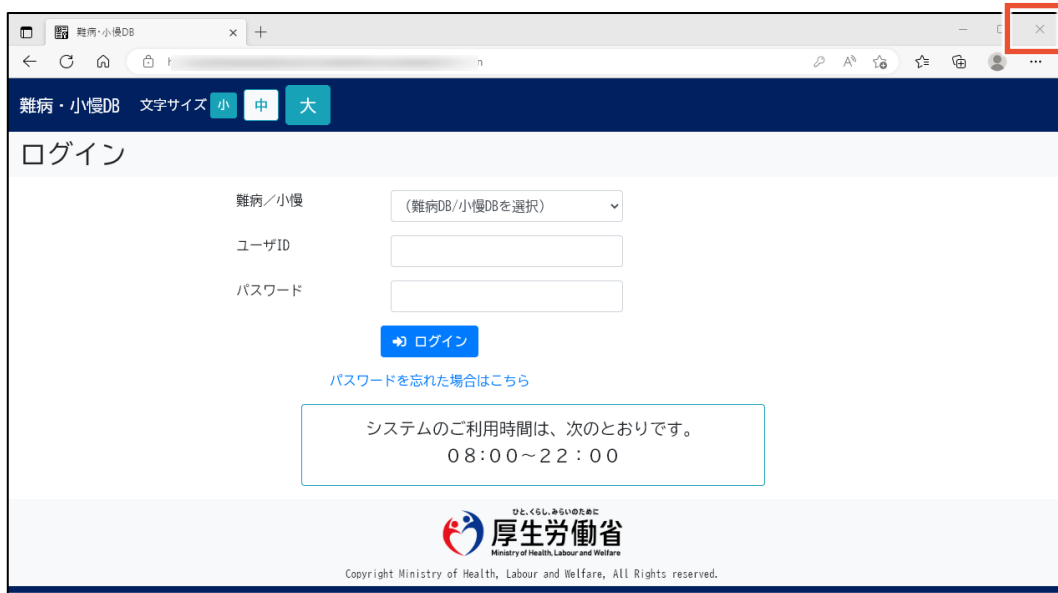 難病・小慢DB
難病・小慢DB 文字サイズ 小 中 大
ログイン
難病／小慢 (難病DB/小慢DBを選択)
ユーザID
パスワード
ログイン
パスワードを忘れた場合はこちら
システムのご利用時間は、次のとおりです。
０８:００～２２：００
ひと、くらし、みらいのために
厚生労働省
Ministry of Health, Labour and Welfare
Copyright Ministry of Health, Labour and Welfare, All Rights reserved.